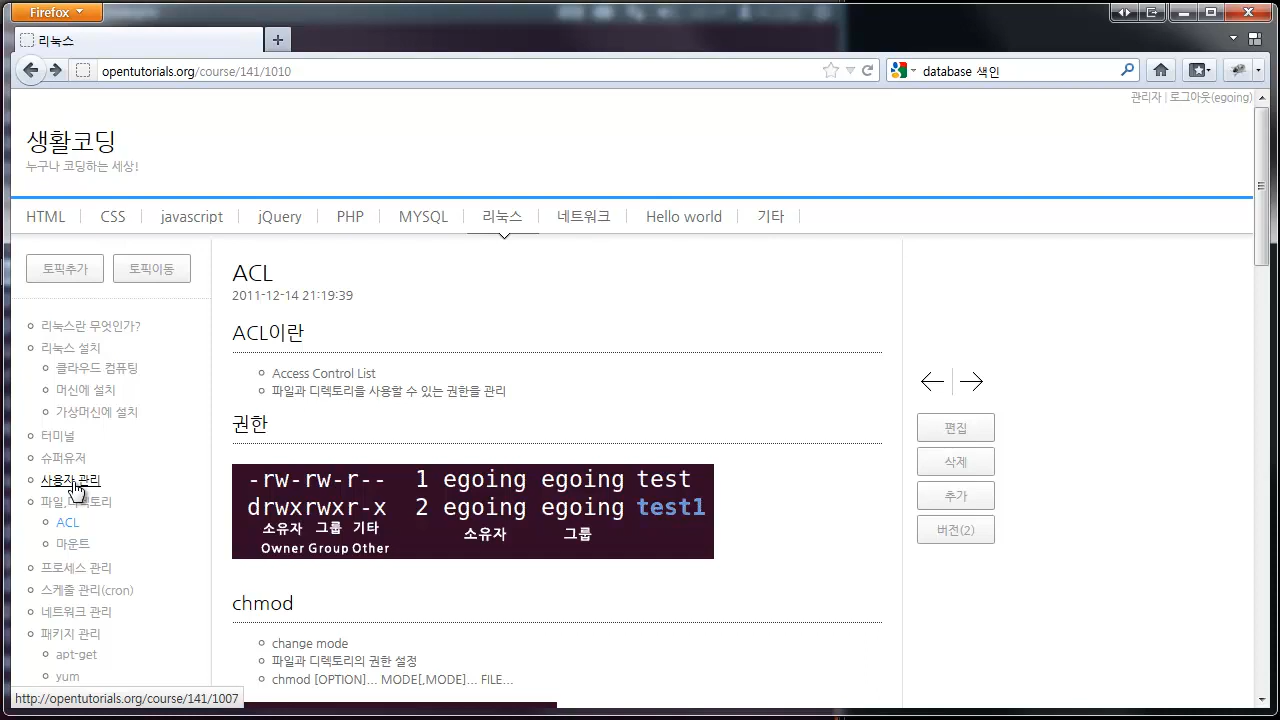 Firefox
리눅스
opentutorials.org/course/141/1010
database 색인
관리자 | 로그아웃(egoing)
생활코딩
누구나 코딩하는 세상!
HTML
CSS
javascript
jQuery
PHP
MYSQL
리눅스
네트워크
Hello world
기타
토픽추가
토픽이동
리눅스란 무엇인가?
리눅스 설치
클라우드 컴퓨팅
머신에 설치
가상머신에 설치
터미널
슈퍼유저
사용자 관리
파일,디렉토리
ACL
마운트
프로세스 관리
스케줄 관리(cron)
네트워크 관리
패키지 관리
apt-get
yum
ACL
2011-12-14 21:19:39
ACL이란
Access Control List
파일과 디렉토리을 사용할 수 있는 권한을 관리
권한
-rw-rw-r-- 1 egoing egoing test
drwxrwxr-x 2 egoing egoing test1
소유자 그룹 기타 소유자 그룹
Owner Group Other
chmod
change mode
파일과 디렉토리의 권한 설정
chmod [OPTION]... MODE[,MODE]... FILE...
편집
삭제
추가
버전(2)
http://opentutorials.org/course/141/1007